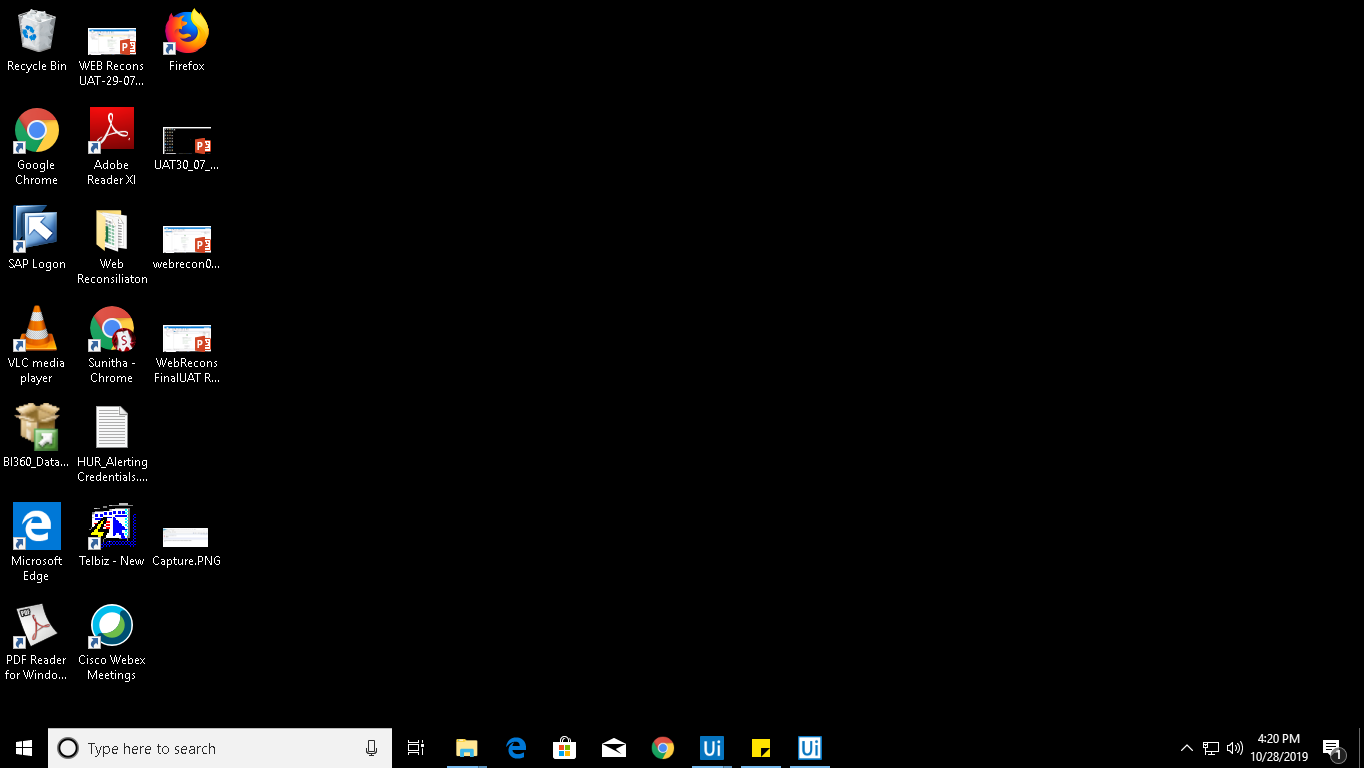 Recycle Bin
WEB Recons
UAT-29-07...
Firefox
Google
Chrome
Adobe
Reader XI
UAT30_07_...
SAP Logon
Web
Reconsiliaton
webrecon0...
VLC media
player
Sunitha -
Chrome
WebRecons
FinalUAT R...
BI360_Data...
HUR_Alerting
Credentials....
Microsoft
Edge
Telbiz - New
Capture.PNG
PDF Reader
for Windo...
Cisco Webex
Meetings
Type here to search
Ui
Ui
4:20 PM
10/28/2019
1